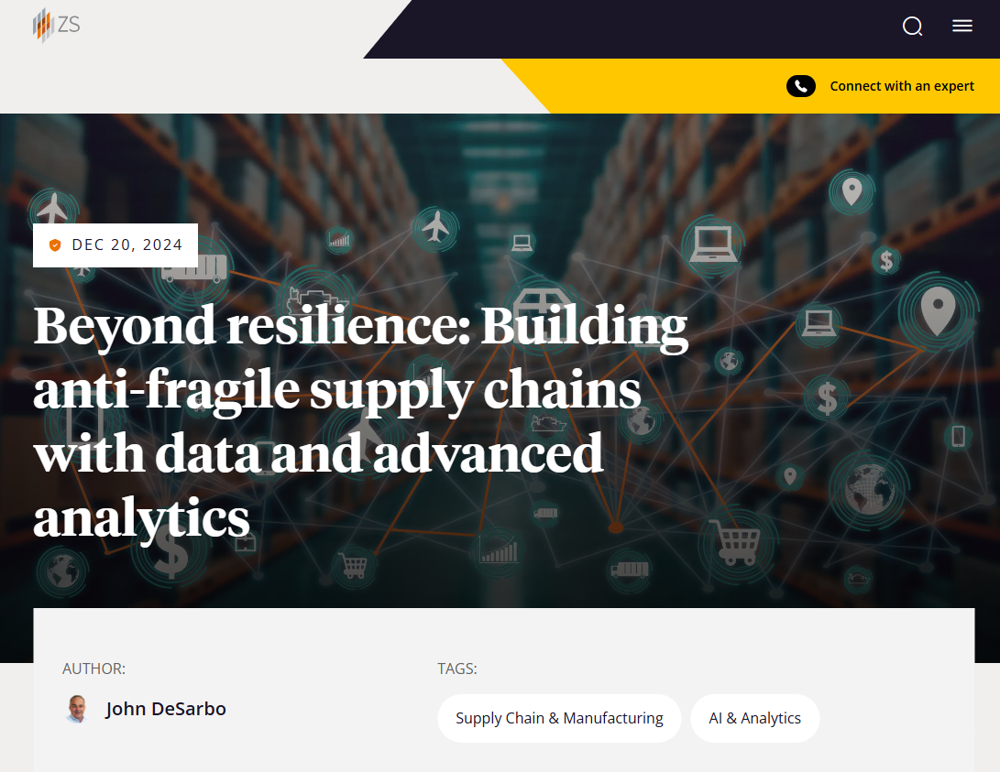 ZS
Connect with an expert
DEC 20, 2024
Beyond resilience: Building
anti-fragile supply chains
with data and advanced
analytics
AUTHOR:
TAGS:
John DeSarbo
Supply Chain & Manufacturing
AI & Analytics